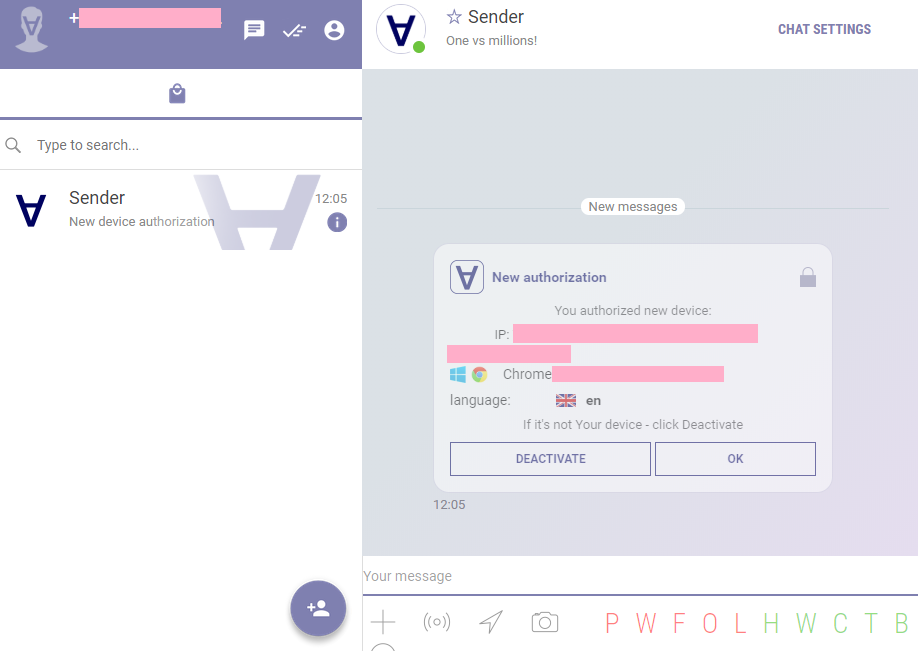 +
Type to search...
Sender
12:05
New device authorization
Sender
One vs millions!
CHAT SETTINGS
New messages
New authorization
You authorized new device:
IP:
Chrome
language: en
If it's not Your device - click Deactivate
DEACTIVATE OK
12:05
Your message
P W F O L H W C T B